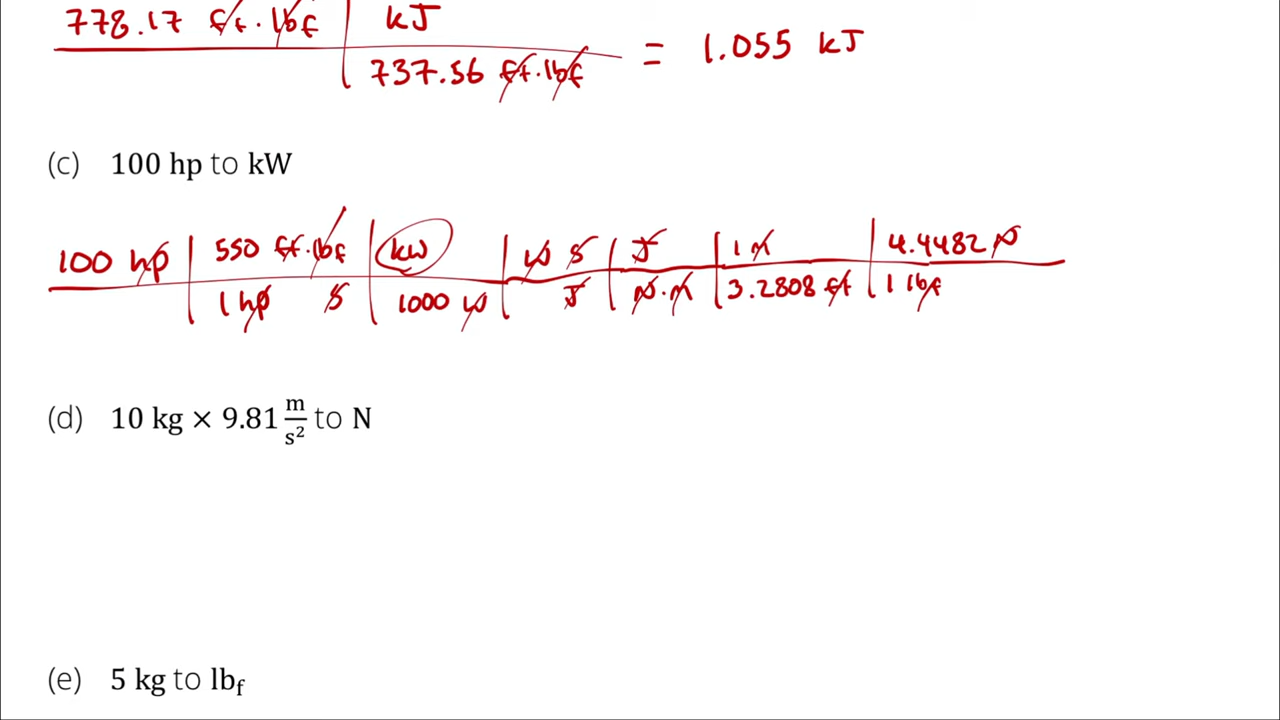 778.17 ft·lbf | kJ
737.56 ft·lbf = 1.055 kJ
(c) 100 hp to kW
100 hp | 550 ft·lbf | kW | W s | J | 1 m | 4.4482 N
1 hp s | 1000 W | J | N·m | 3.2808 ft | 1 lbf
(d) 10 kg × 9.81 m/s² to N
(e) 5 kg to lbf